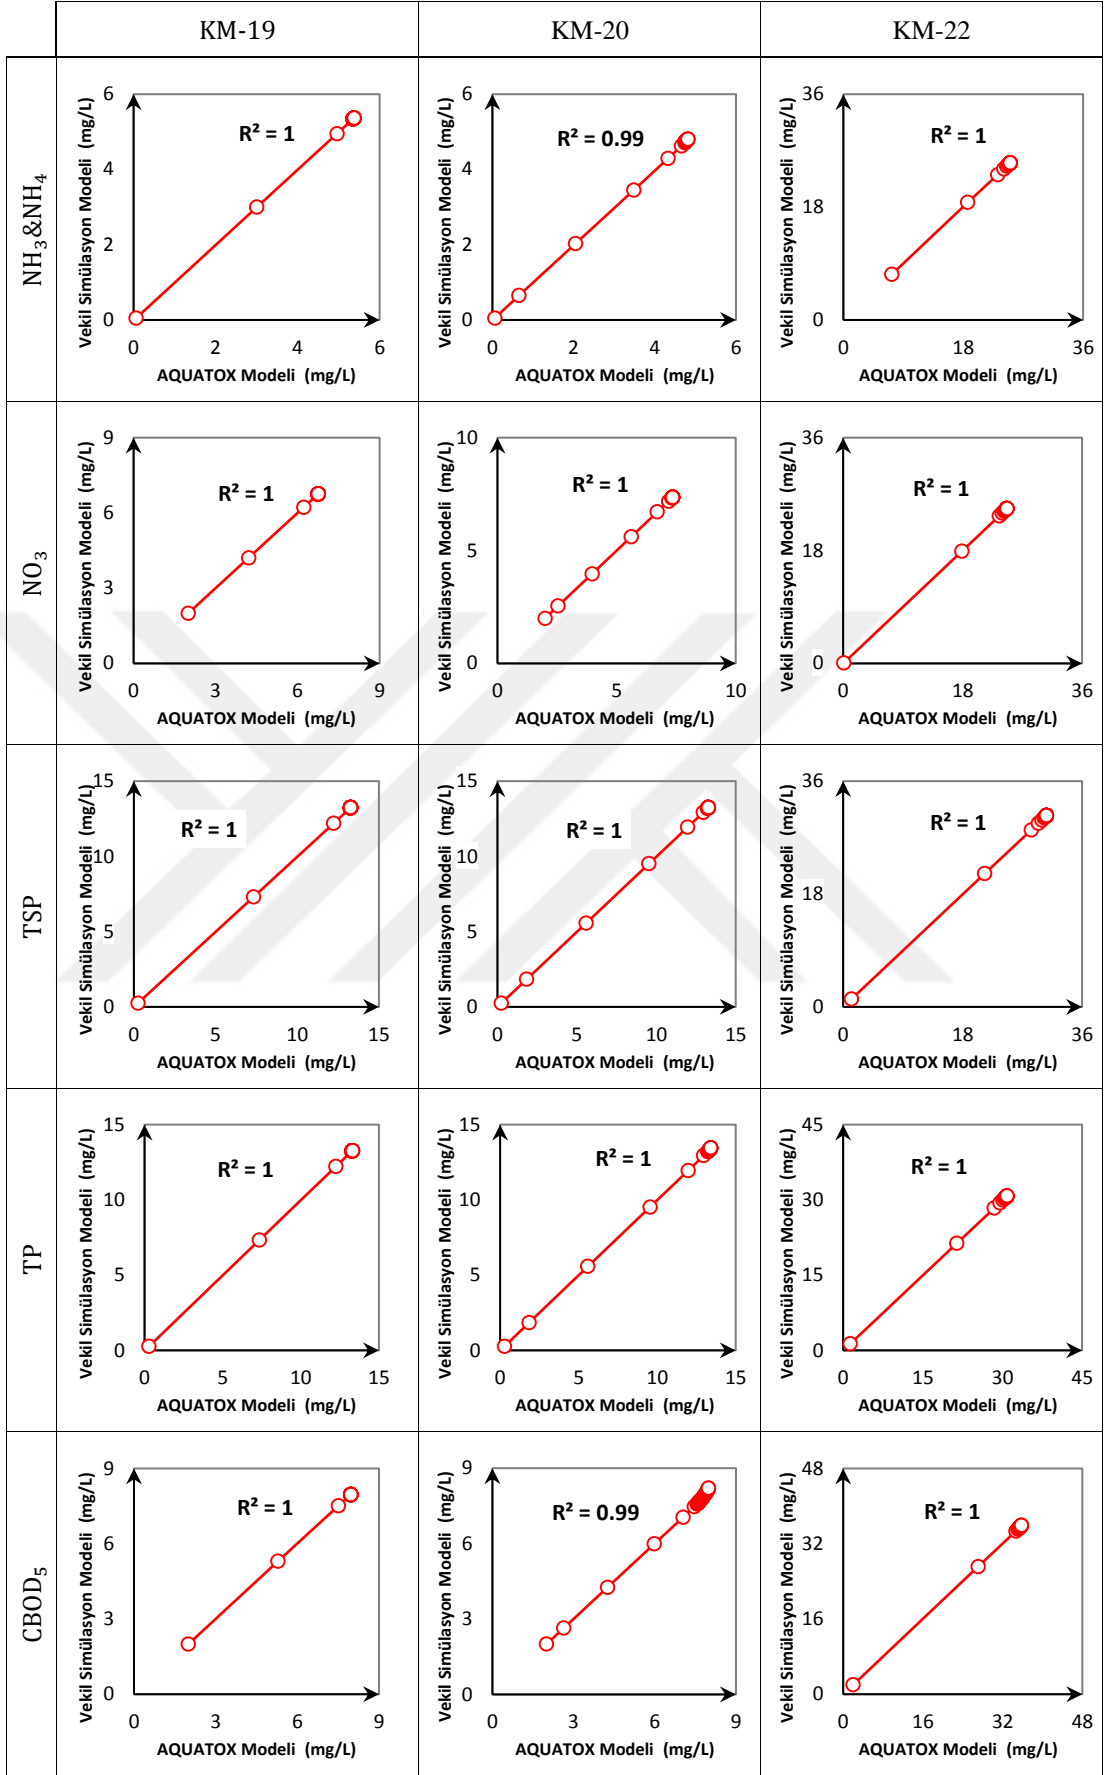 KM-19 KM-20 KM-22
NH₃&NH₄
Vekil Simülasyon Modeli (mg/L)
6
4
2
0
R² = 1
0 2 4 6
AQUATOX Modeli (mg/L)
Vekil Simülasyon Modeli (mg/L)
6
4
2
0
R² = 0.99
0 2 4 6
AQUATOX Modeli (mg/L)
Vekil Simülasyon Modeli (mg/L)
36
18
0
R² = 1
0 18 36
AQUATOX Modeli (mg/L)
NO₃
Vekil Simülasyon Modeli (mg/L)
9
6
3
0
R² = 1
0 3 6 9
AQUATOX Modeli (mg/L)
Vekil Simülasyon Modeli (mg/L)
10
5
0
R² = 1
0 5 10
AQUATOX Modeli (mg/L)
Vekil Simülasyon Modeli (mg/L)
36
18
0
R² = 1
0 18 36
AQUATOX Modeli (mg/L)
TSP
Vekil Simülasyon Modeli (mg/L)
15
10
5
0
R² = 1
0 5 10 15
AQUATOX Modeli (mg/L)
Vekil Simülasyon Modeli (mg/L)
15
10
5
0
R² = 1
0 5 10 15
AQUATOX Modeli (mg/L)
Vekil Simülasyon Modeli (mg/L)
36
18
0
R² = 1
0 18 36
AQUATOX Modeli (mg/L)
TP
Vekil Simülasyon Modeli (mg/L)
15
10
5
0
R² = 1
0 5 10 15
AQUATOX Modeli (mg/L)
Vekil Simülasyon Modeli (mg/L)
15
10
5
0
R² = 1
0 5 10 15
AQUATOX Modeli (mg/L)
Vekil Simülasyon Modeli (mg/L)
45
30
15
0
R² = 1
0 15 30 45
AQUATOX Modeli (mg/L)
CBOD₅
Vekil Simülasyon Modeli (mg/L)
9
6
3
0
R² = 1
0 3 6 9
AQUATOX Modeli (mg/L)
Vekil Simülasyon Modeli (mg/L)
9
6
3
0
R² = 0.99
0 3 6 9
AQUATOX Modeli (mg/L)
Vekil Simülasyon Modeli (mg/L)
48
32
16
0
R² = 1
0 16 32 48
AQUATOX Modeli (mg/L)